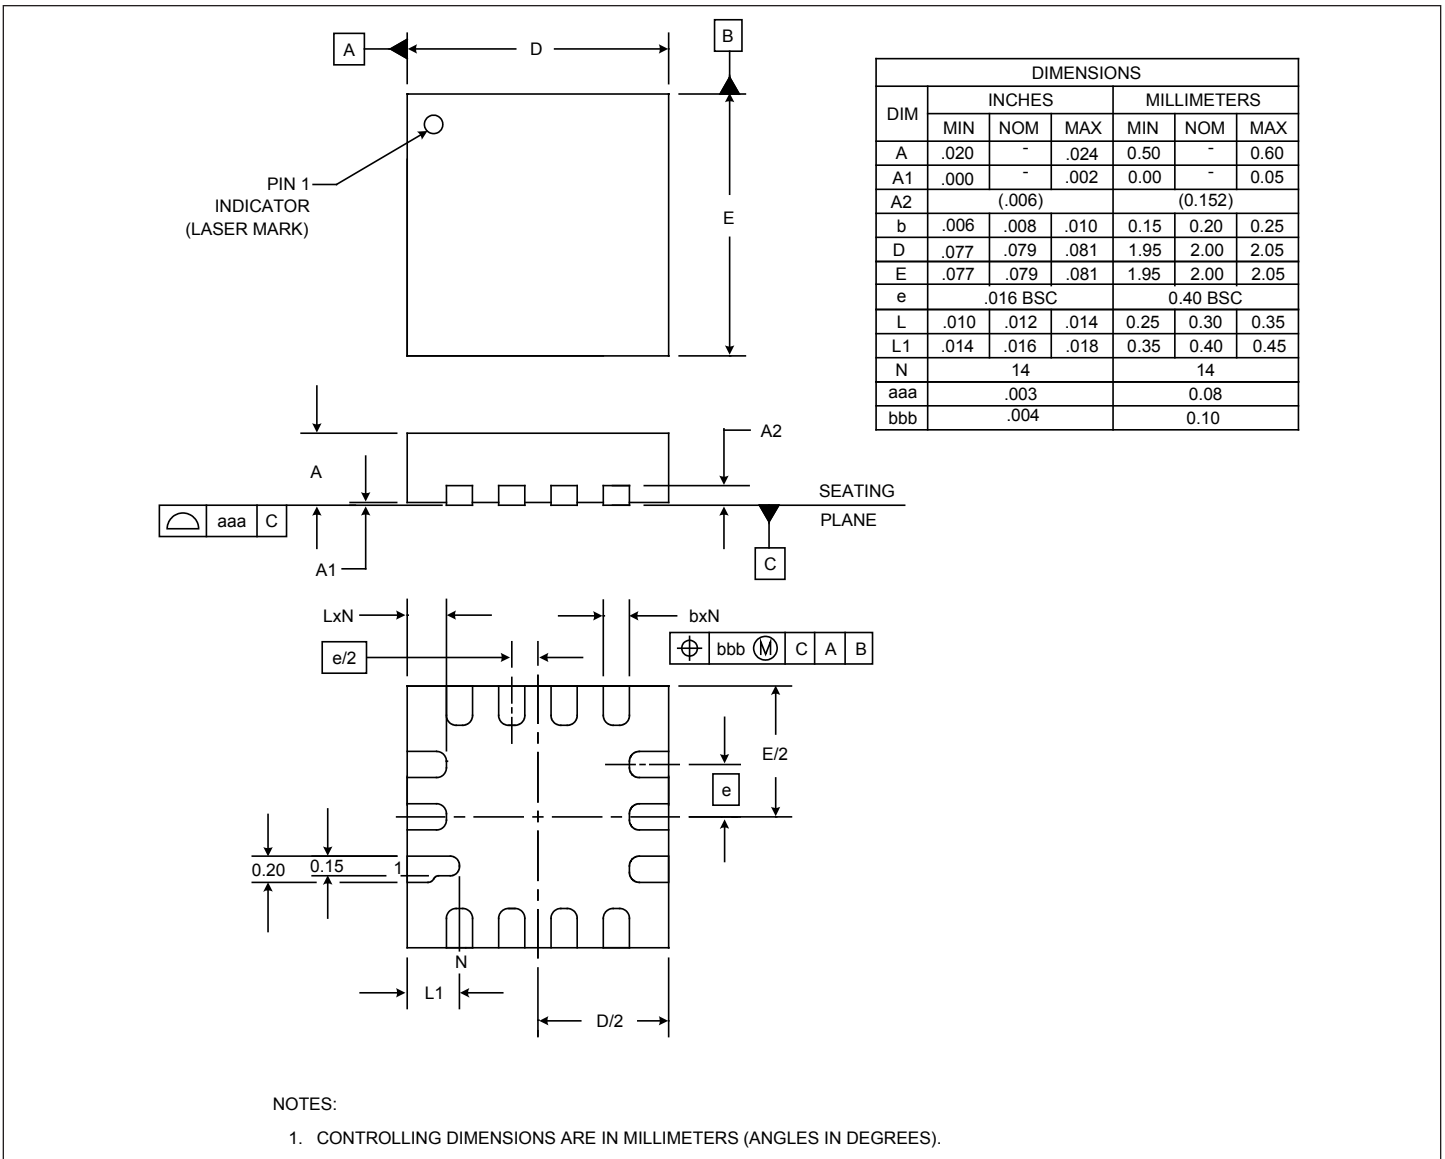 A
D
B
PIN 1
INDICATOR
(LASER MARK)
E
DIMENSIONS
DIM INCHES MILLIMETERS
MIN NOM MAX MIN NOM MAX
A .020 - .024 0.50 - 0.60
A1 .000 - .002 0.00 - 0.05
A2 (.006) (0.152)
b .006 .008 .010 0.15 0.20 0.25
D .077 .079 .081 1.95 2.00 2.05
E .077 .079 .081 1.95 2.00 2.05
e .016 BSC 0.40 BSC
L .010 .012 .014 0.25 0.30 0.35
L1 .014 .016 .018 0.35 0.40 0.45
N 14 14
aaa .003 0.08
bbb .004 0.10
A2
A
SEATING
PLANE
aaa C
A1
C
LxN
bxN
e/2
bbb M C A B
E/2
e
0.20
0.15
1
N
L1
D/2
NOTES:
1. CONTROLLING DIMENSIONS ARE IN MILLIMETERS (ANGLES IN DEGREES).